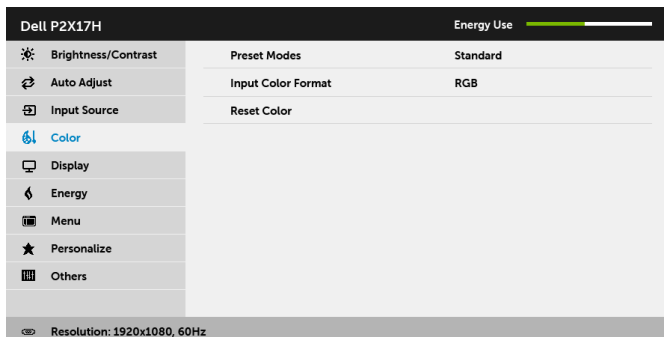 Dell P2X17H Energy Use
Brightness/Contrast Preset Modes Standard
Auto Adjust Input Color Format RGB
Input Source Reset Color
Color
Display
Energy
Menu
Personalize
Others
Resolution: 1920x1080, 60Hz